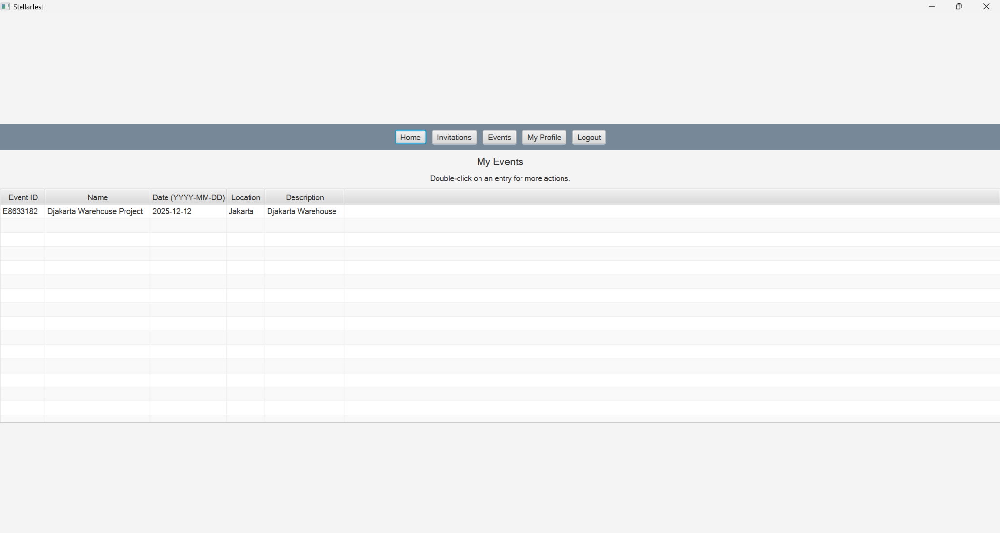 Stellarfest
Home Invitations Events My Profile Logout
My Events
Double-click on an entry for more actions.
Event ID Name Date (YYYY-MM-DD) Location Description
E8633182 Djakarta Warehouse Project 2025-12-12 Jakarta Djakarta Warehouse